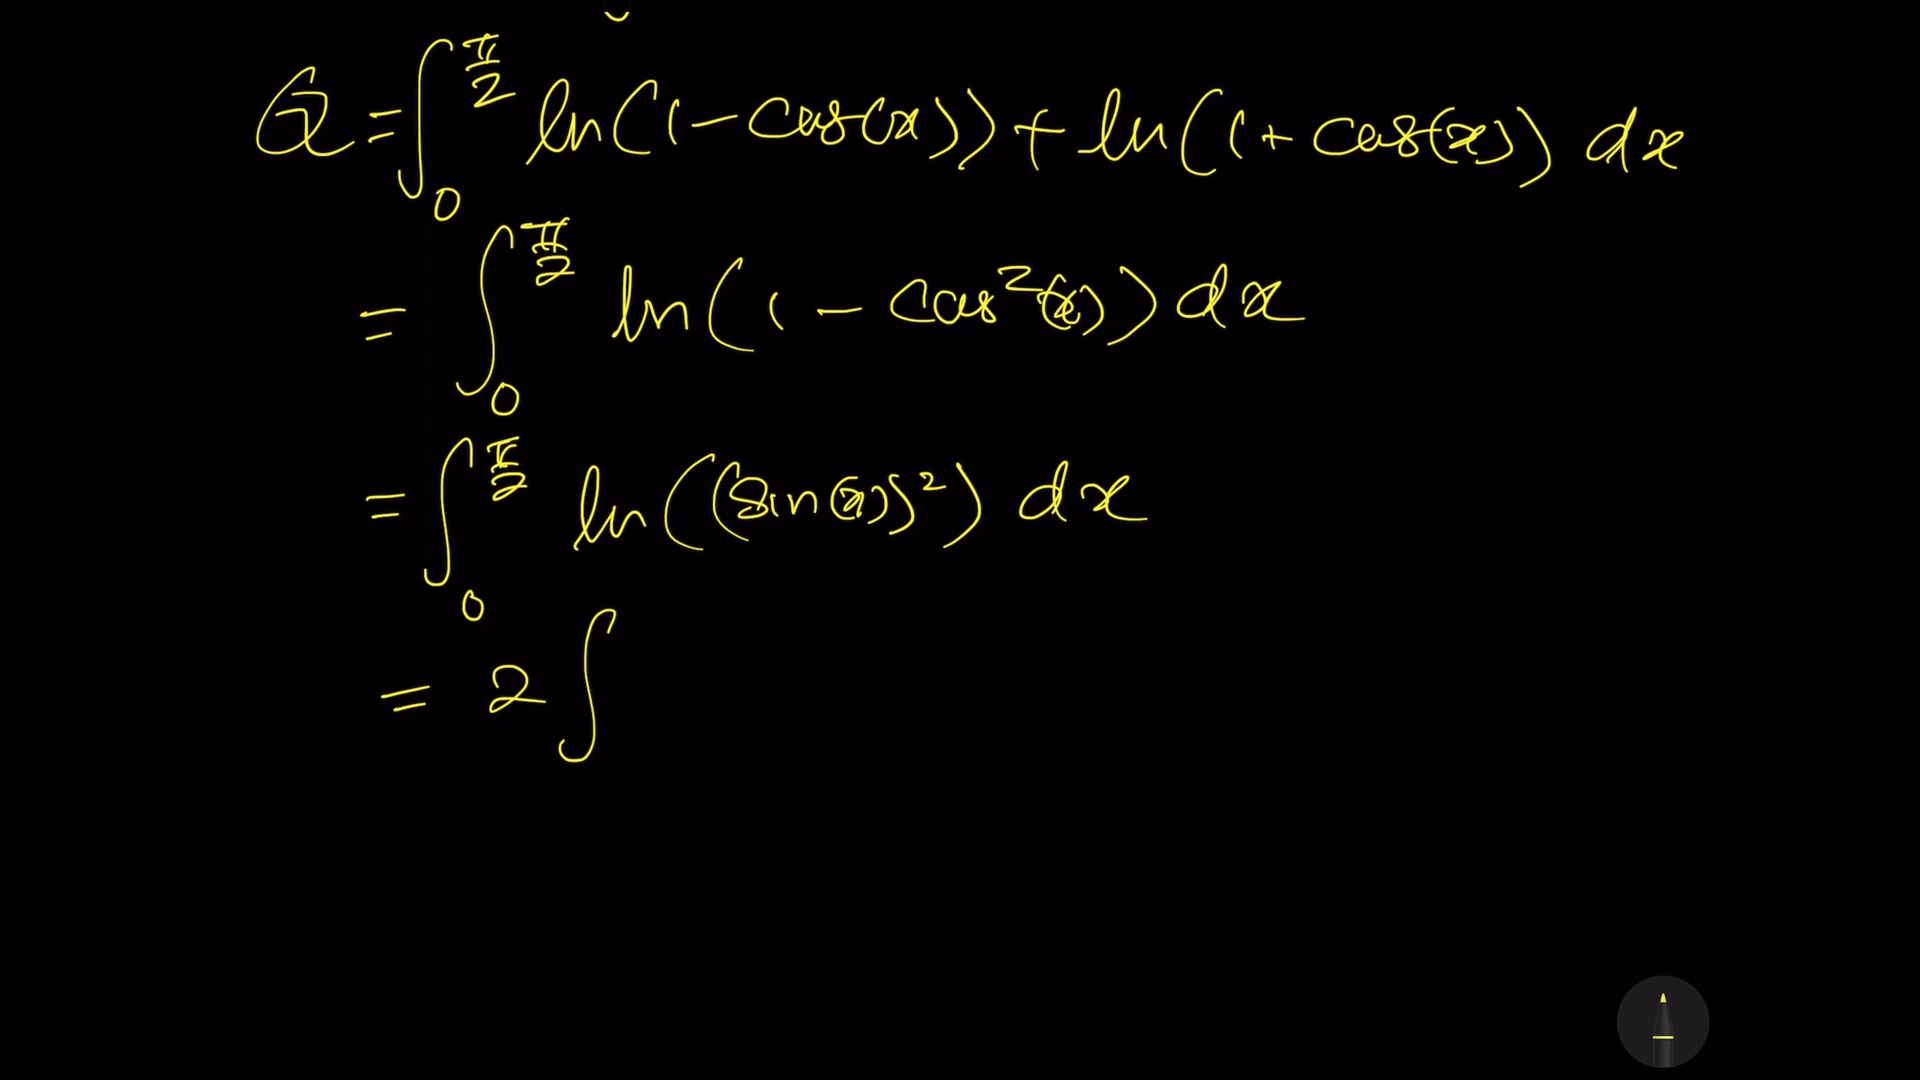 G = ∫₀^{π/2} ln(1 - cos(x)) + ln(1 + cos(x)) dx
= ∫₀^{π/2} ln(1 - cos²(x)) dx
= ∫₀^{π/2} ln((sin(x))²) dx
= 2 ∫